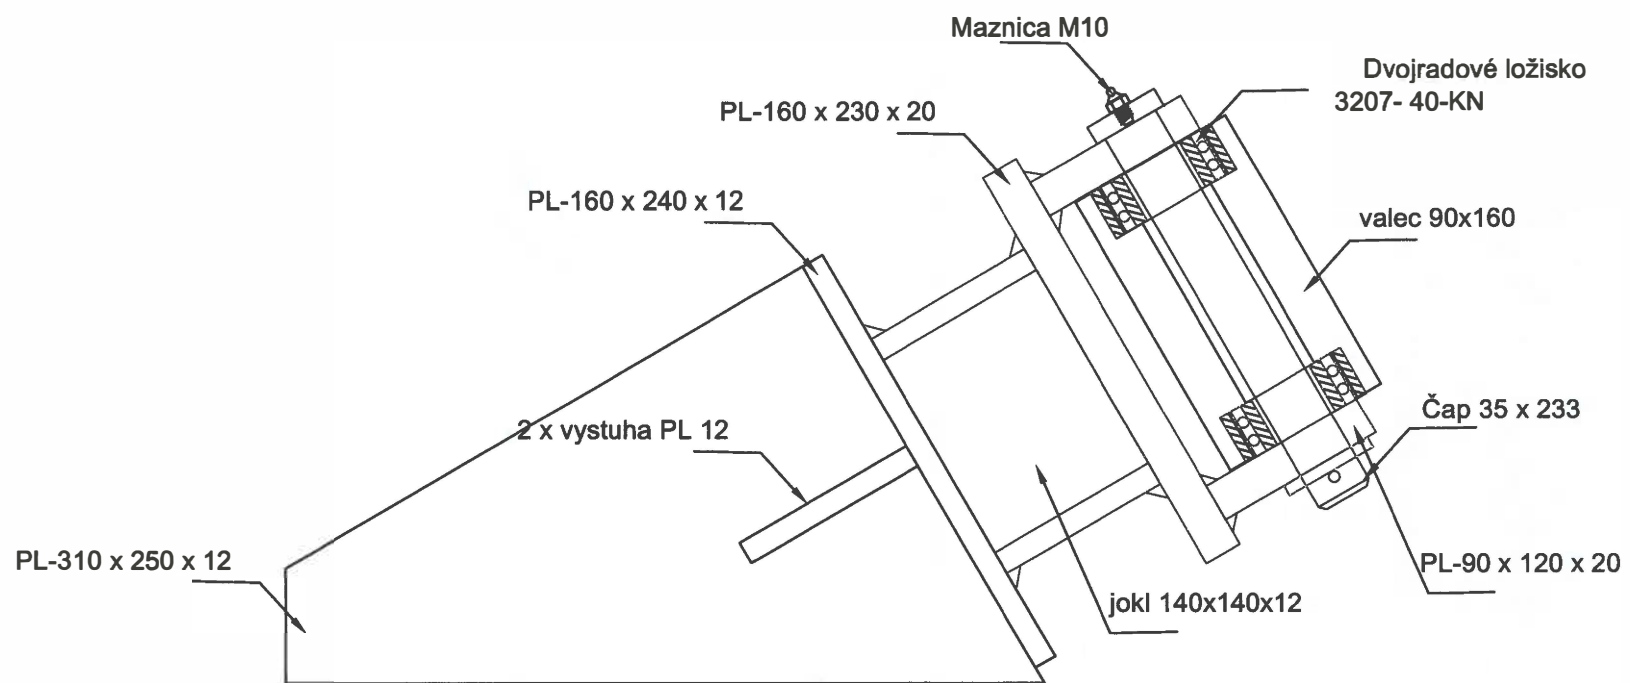 Maznica M10
Dvojradové ložisko
3207- 40-KN
PL-160 x 230 x 20
PL-160 x 240 x 12
valec 90x160
2 x vystuha PL 12
Čap 35 x 233
PL-310 x 250 x 12
PL-90 x 120 x 20
jokl 140x140x12